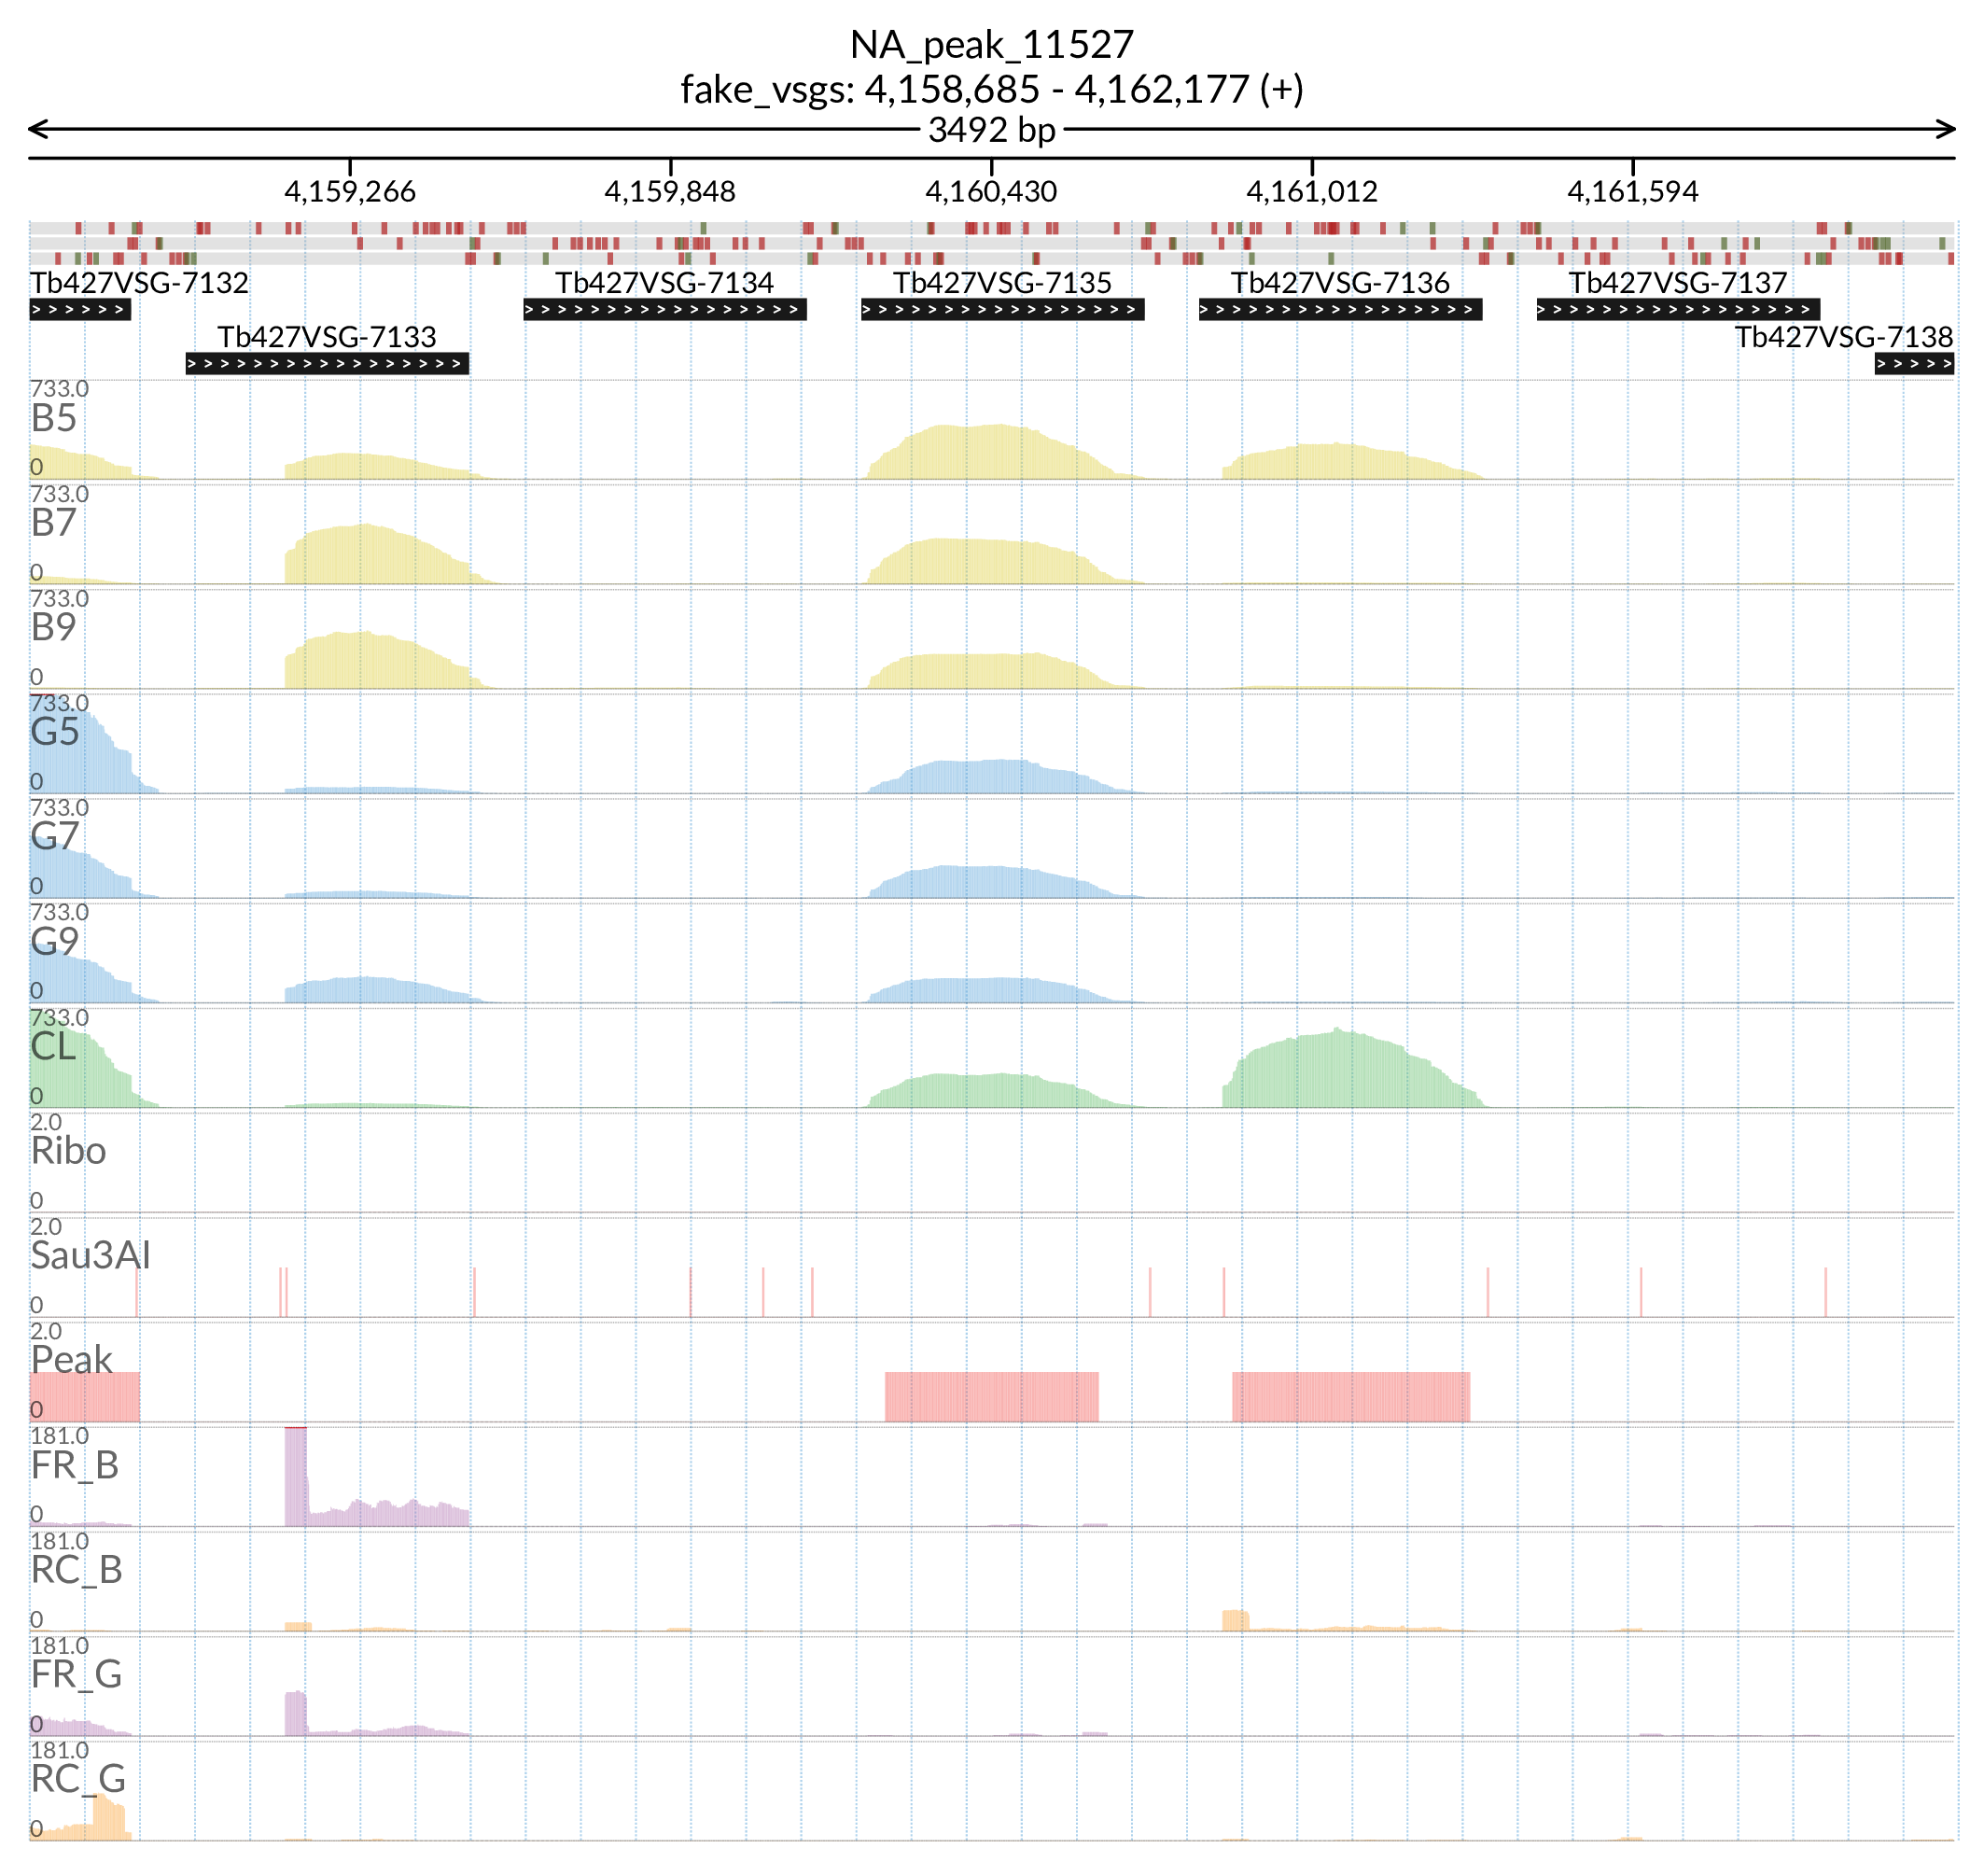 NA_peak_11527
fake_vsgs: 4,158,685 - 4,162,177 (+)
3492 bp
4,159,266 4,159,848 4,160,430 4,161,012 4,161,594
Tb427VSG-7132 Tb427VSG-7134 Tb427VSG-7135 Tb427VSG-7136 Tb427VSG-7137
Tb427VSG-7133 Tb427VSG-7138
733.0
B5
0
733.0
B7
0
733.0
B9
0
733.0
G5
0
733.0
G7
0
733.0
G9
0
733.0
CL
0
2.0
Ribo
0
2.0
Sau3AI
0
2.0
Peak
0
181.0
FR_B
0
181.0
RC_B
0
181.0
FR_G
0
181.0
RC_G
0